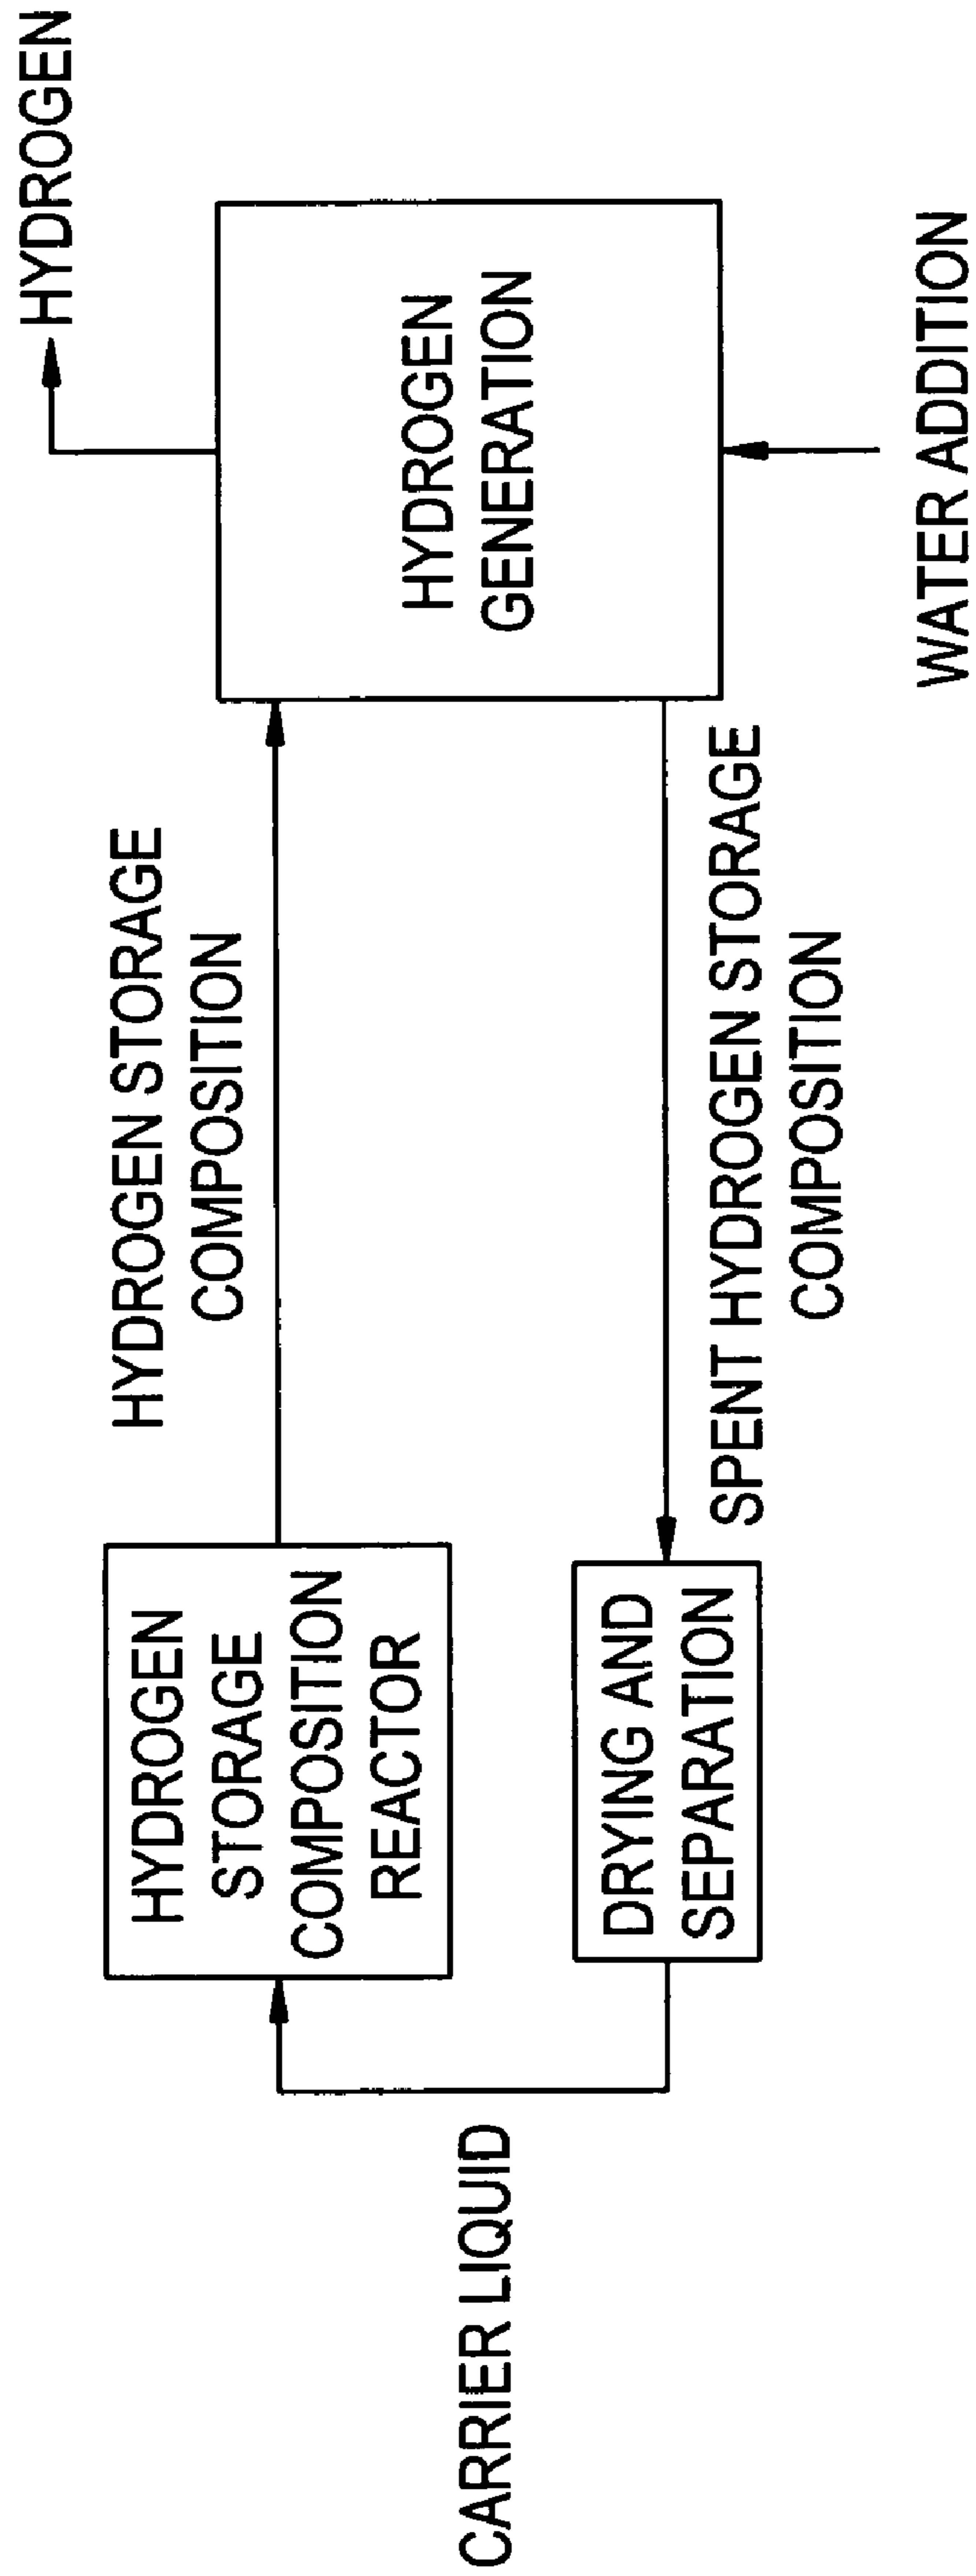 HYDROGEN
HYDROGEN STORAGE
COMPOSITION
HYDROGEN
STORAGE
COMPOSITION
REACTOR
HYDROGEN
GENERATION
CARRIER LIQUID
DRYING AND
SEPARATION
SPENT HYDROGEN STORAGE
COMPOSITION
WATER ADDITION